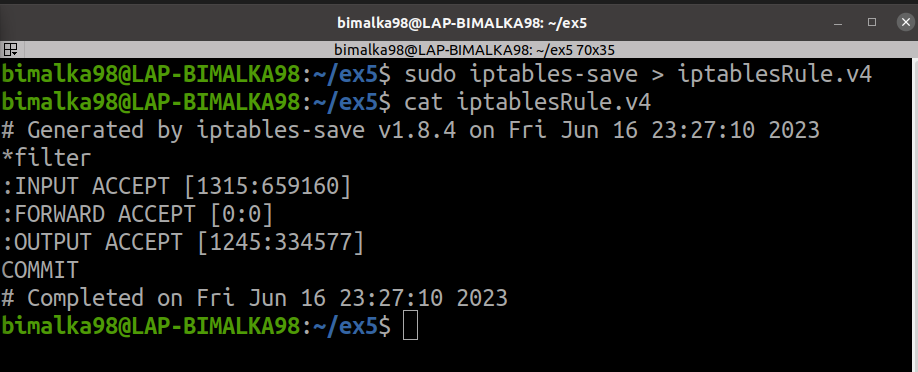 bimalka98@LAP-BIMALKA98: ~/ex5
bimalka98@LAP-BIMALKA98: ~/ex5 70x35
bimalka98@LAP-BIMALKA98:~/ex5$ sudo iptables-save > iptablesRule.v4
bimalka98@LAP-BIMALKA98:~/ex5$ cat iptablesRule.v4
# Generated by iptables-save v1.8.4 on Fri Jun 16 23:27:10 2023
*filter
:INPUT ACCEPT [1315:659160]
:FORWARD ACCEPT [0:0]
:OUTPUT ACCEPT [1245:334577]
COMMIT
# Completed on Fri Jun 16 23:27:10 2023
bimalka98@LAP-BIMALKA98:~/ex5$